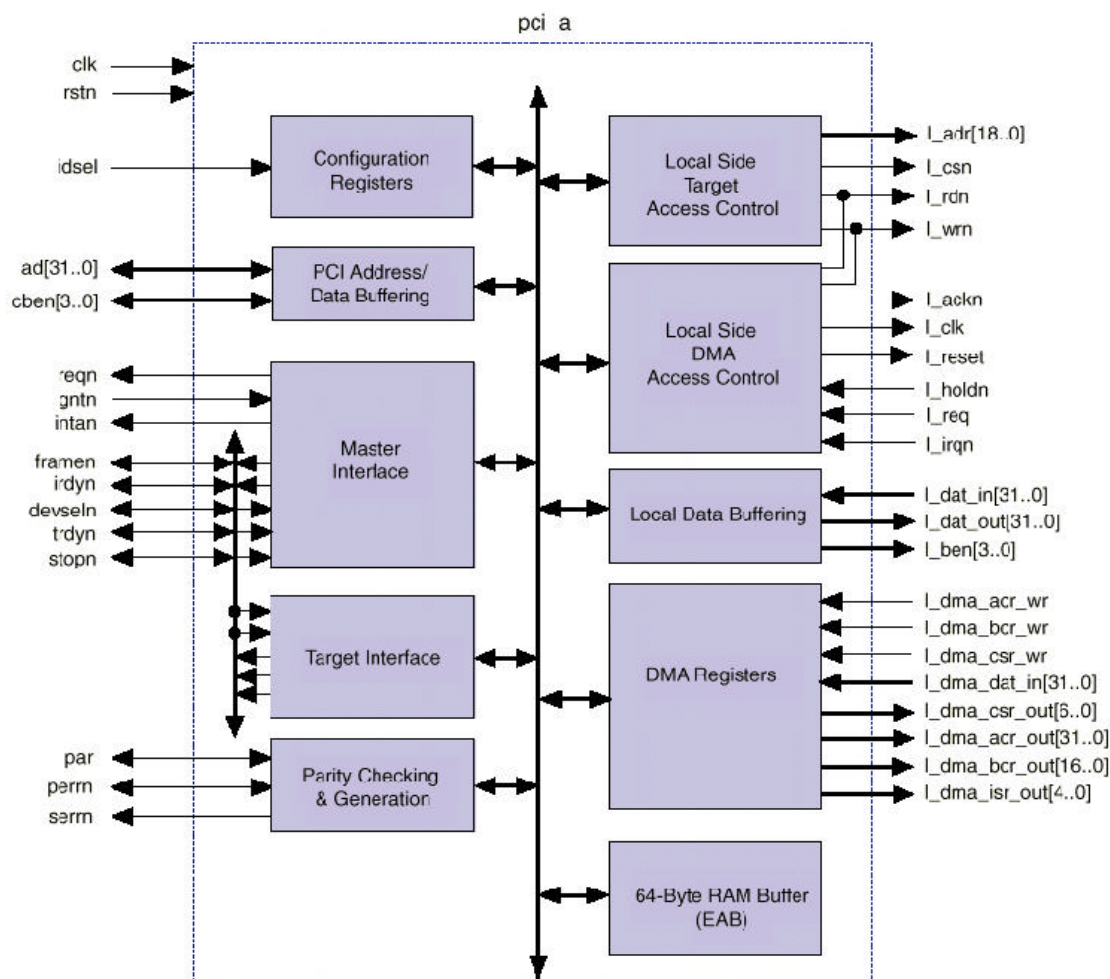 pci_a
clk
rstn
idsel
ad[31..0]
cben[3..0]
reqn
gntn
intan
framen
irdyn
devseln
trdyn
stopn
par
perrn
serrn
Configuration
Registers
PCI Address/
Data Buffering
Master
Interface
Target Interface
Parity Checking
& Generation
Local Side
Target
Access Control
Local Side
DMA
Access Control
Local Data Buffering
DMA Registers
64-Byte RAM Buffer
(EAB)
l_adr[18..0]
l_csn
l_rdn
l_wrn
l_ackn
l_clk
l_reset
l_holdn
l_req
l_irqn
l_dat_in[31..0]
l_dat_out[31..0]
l_ben[3..0]
l_dma_acr_wr
l_dma_bcr_wr
l_dma_csr_wr
l_dma_dat_in[31..0]
l_dma_csr_out[6..0]
l_dma_acr_out[31..0]
l_dma_bcr_out[16..0]
l_dma_isr_out[4..0]